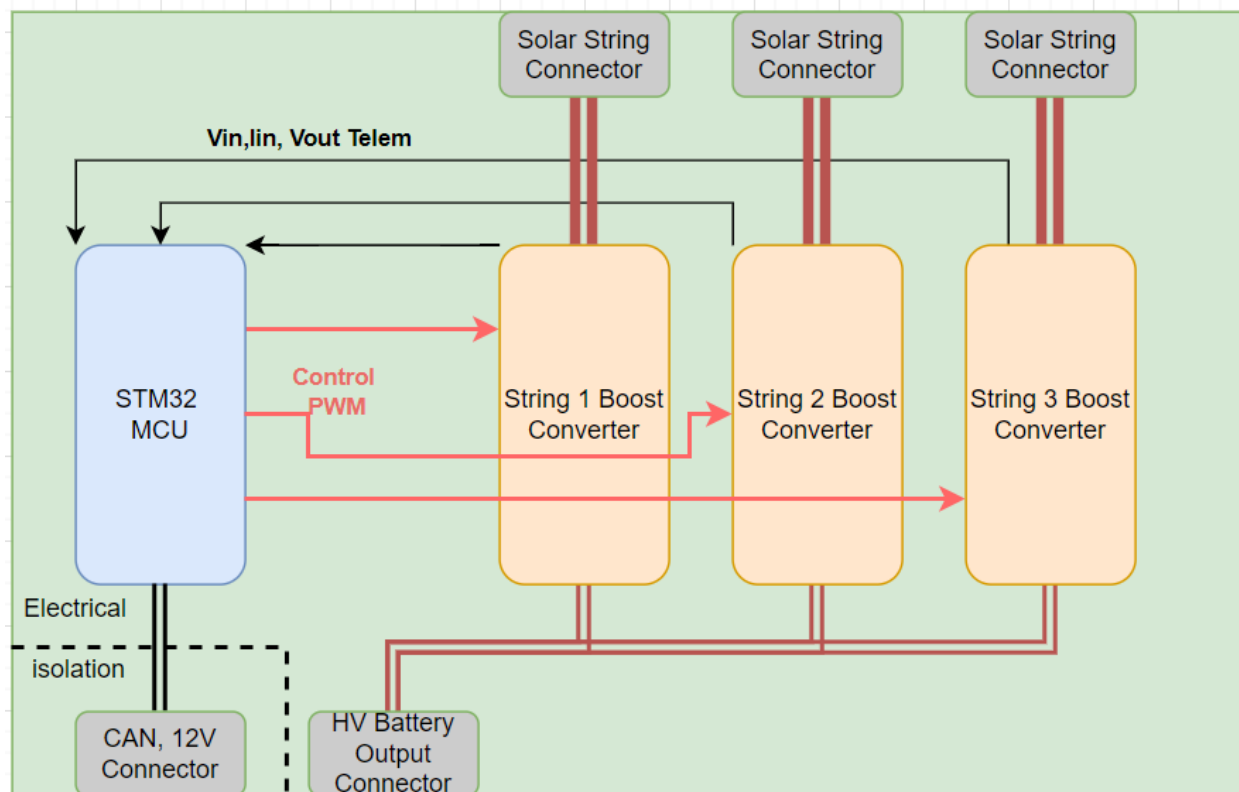 Solar String
Connector
Solar String
Connector
Solar String
Connector
Vin,Iin, Vout Telem
STM32
MCU
Control
PWM
String 1 Boost
Converter
String 2 Boost
Converter
String 3 Boost
Converter
Electrical
isolation
CAN, 12V
Connector
HV Battery
Output
Connector